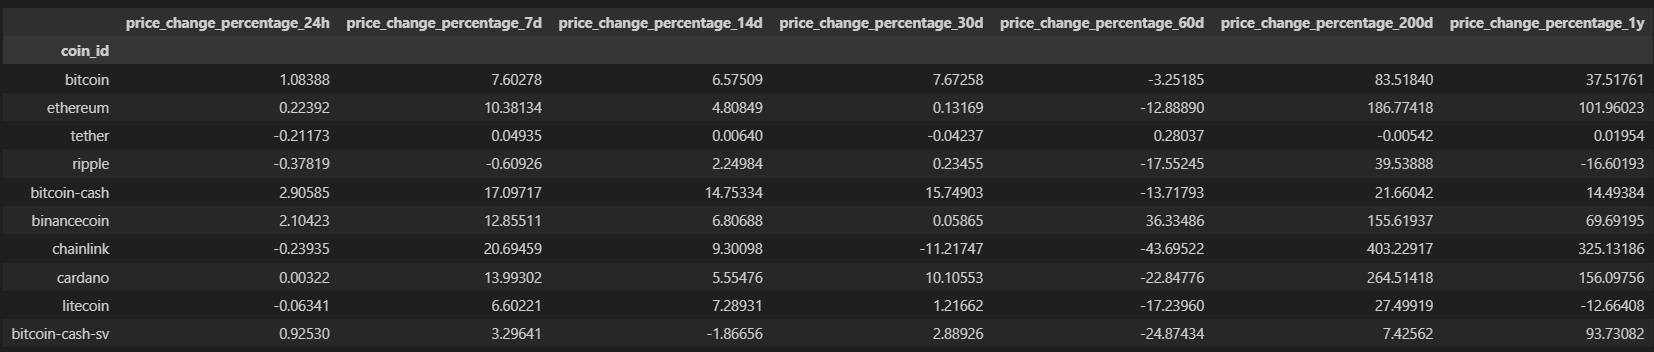 price_change_percentage_24h price_change_percentage_7d price_change_percentage_14d price_change_percentage_30d price_change_percentage_60d price_change_percentage_200d price_change_percentage_1y
coin_id
bitcoin 1.08388 7.60278 6.57509 7.67258 -3.25185 83.51840 37.51761
ethereum 0.22392 10.38134 4.80849 0.13169 -12.88890 186.77418 101.96023
tether -0.21173 0.04935 0.00640 -0.04237 0.28037 -0.00542 0.01954
ripple -0.37819 -0.60926 2.24984 0.23455 -17.55245 39.53888 -16.60193
bitcoin-cash 2.90585 17.09717 14.75334 15.74903 -13.71793 21.66042 14.49384
binancecoin 2.10423 12.85511 6.80688 0.05865 36.33486 155.61937 69.69195
chainlink -0.23935 20.69459 9.30098 -11.21747 -43.69522 403.22917 325.13186
cardano 0.00322 13.99302 5.55476 10.10553 -22.84776 264.51418 156.09756
litecoin -0.06341 6.60221 7.28931 1.21662 -17.23960 27.49919 -12.66408
bitcoin-cash-sv 0.92530 3.29641 -1.86656 2.88926 -24.87434 7.42562 93.73082